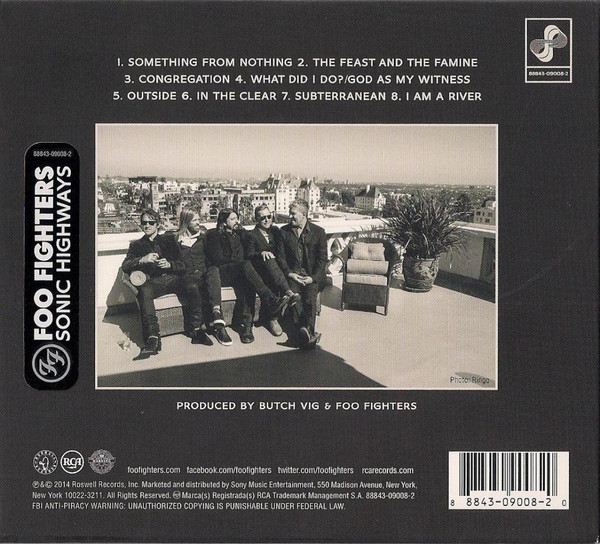 1. SOMETHING FROM NOTHING 2. THE FEAST AND THE FAMINE
3. CONGREGATION 4. WHAT DID I DO?/GOD AS MY WITNESS
5. OUTSIDE 6. IN THE CLEAR 7. SUBTERRANEAN 8. I AM A RIVER
88843-09008-2
88843-09008-2
FOO FIGHTERS
SONIC HIGHWAYS
FF
Photo: Ringo
PRODUCED BY BUTCH VIG & FOO FIGHTERS
RCA
foofighters.com facebook.com/foofighters twitter.com/foofighters rcarecords.com
℗&© 2014 Roswell Records, Inc. Marketed and distributed by Sony Music Entertainment, 550 Madison Avenue, New York,
New York 10022-3211. All Rights Reserved. Marca(s) Registrada(s) RCA Trademark Management S.A. 88843-09008-2
FBI ANTI-PIRACY WARNING: UNAUTHORIZED COPYING IS PUNISHABLE UNDER FEDERAL LAW.
8 8843-09008-2 0